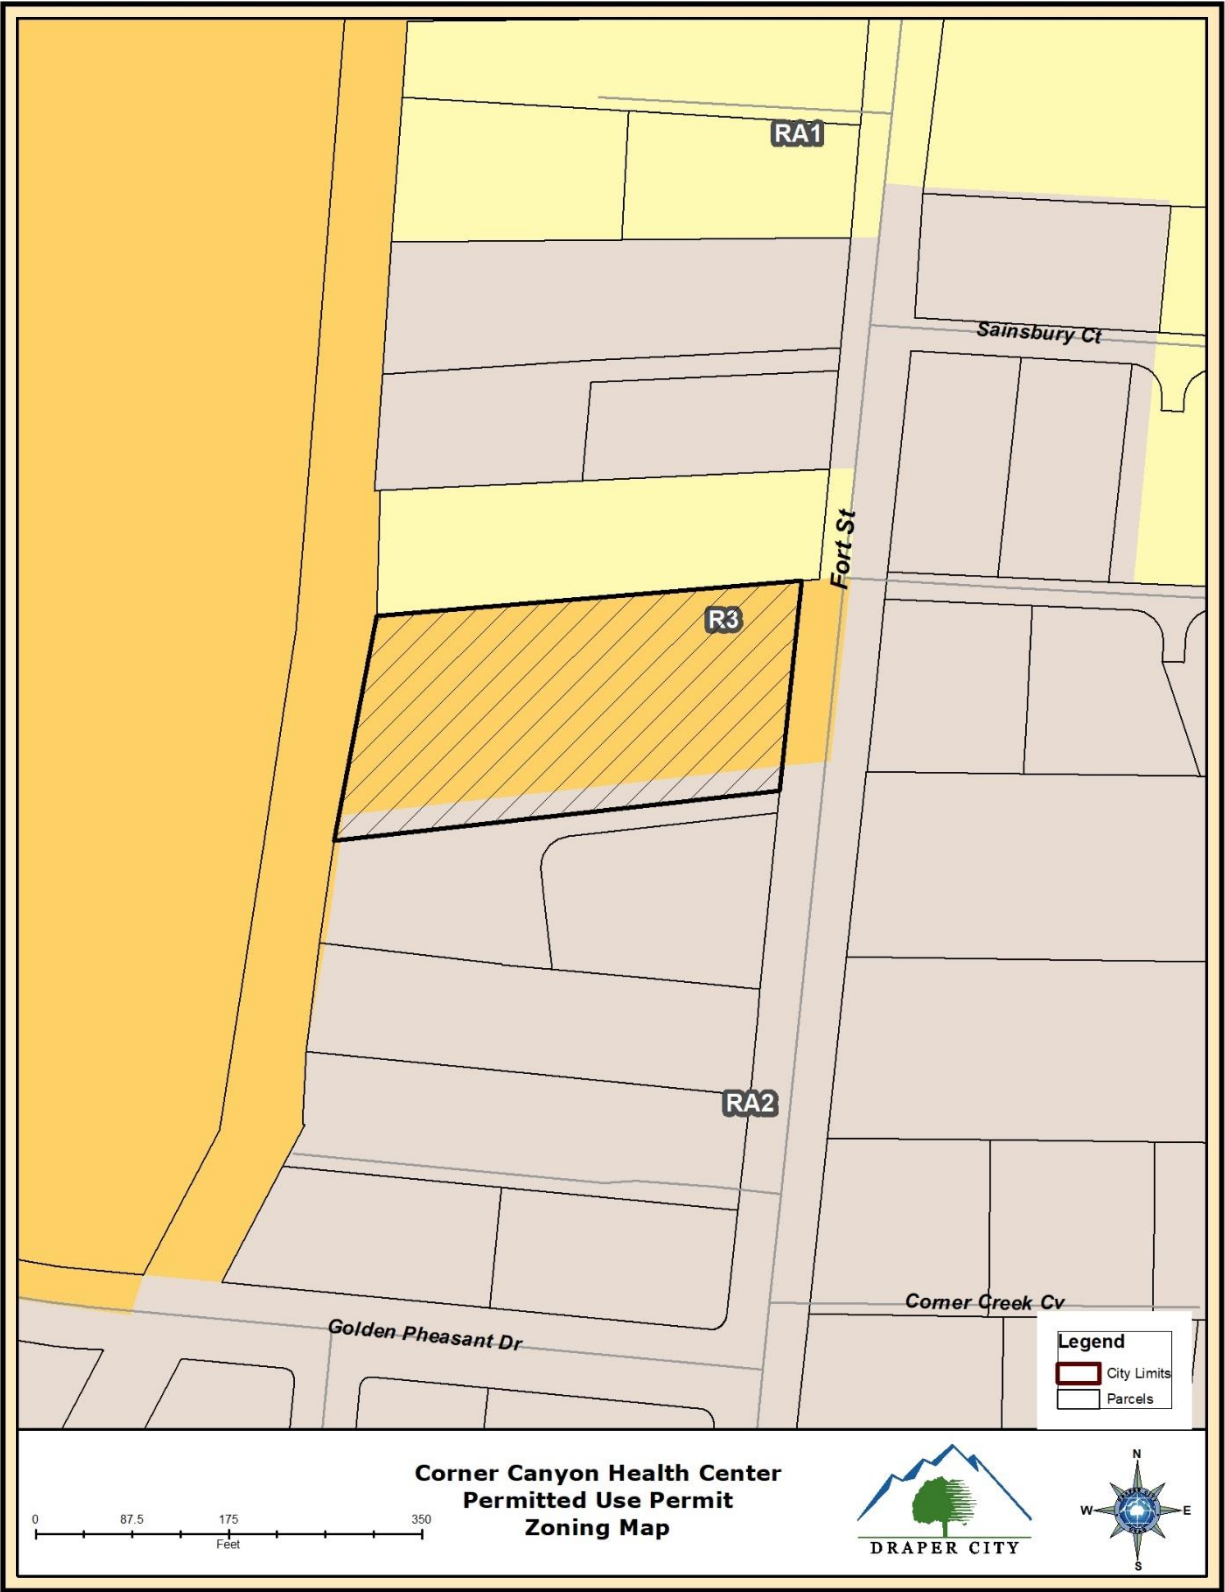 RA1
Sainsbury Ct
Fort St
R3
RA2
Corner Creek Cv
Golden Pheasant Dr
Legend
City Limits
Parcels
Corner Canyon Health Center
Permitted Use Permit
Zoning Map
0 87.5 175 350
Feet
DRAPER CITY
N
W E
S